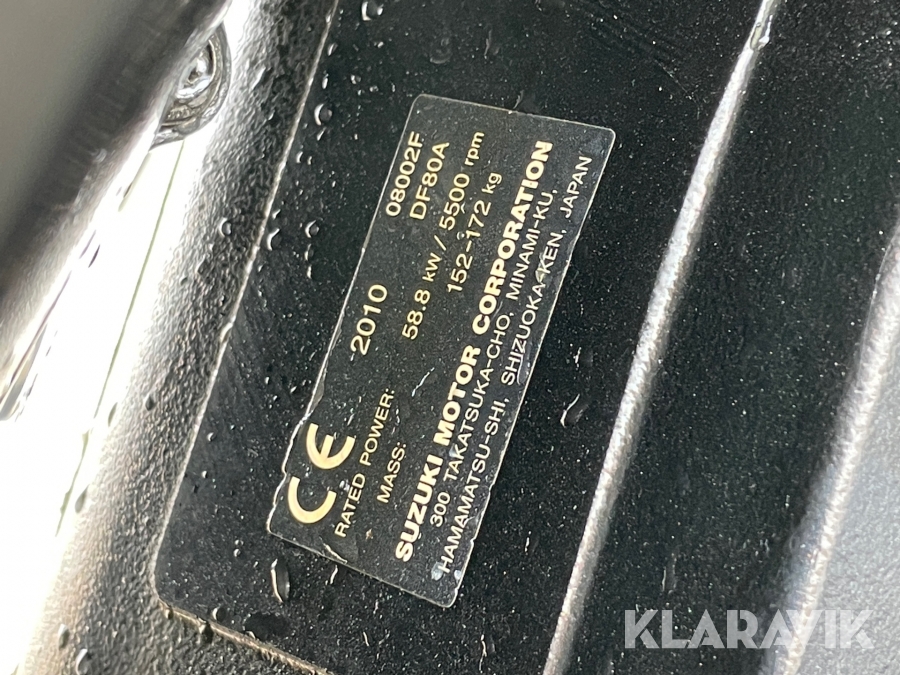 08002F
CE 2010 DF80A
RATED POWER: 58.8 kW / 5500 rpm
MASS: 152-172 kg
SUZUKI MOTOR CORPORATION
300 TAKATSUKA-CHO, MINAMI-KU,
HAMAMATSU-SHI, SHIZUOKA-KEN, JAPAN
KLARAVIK